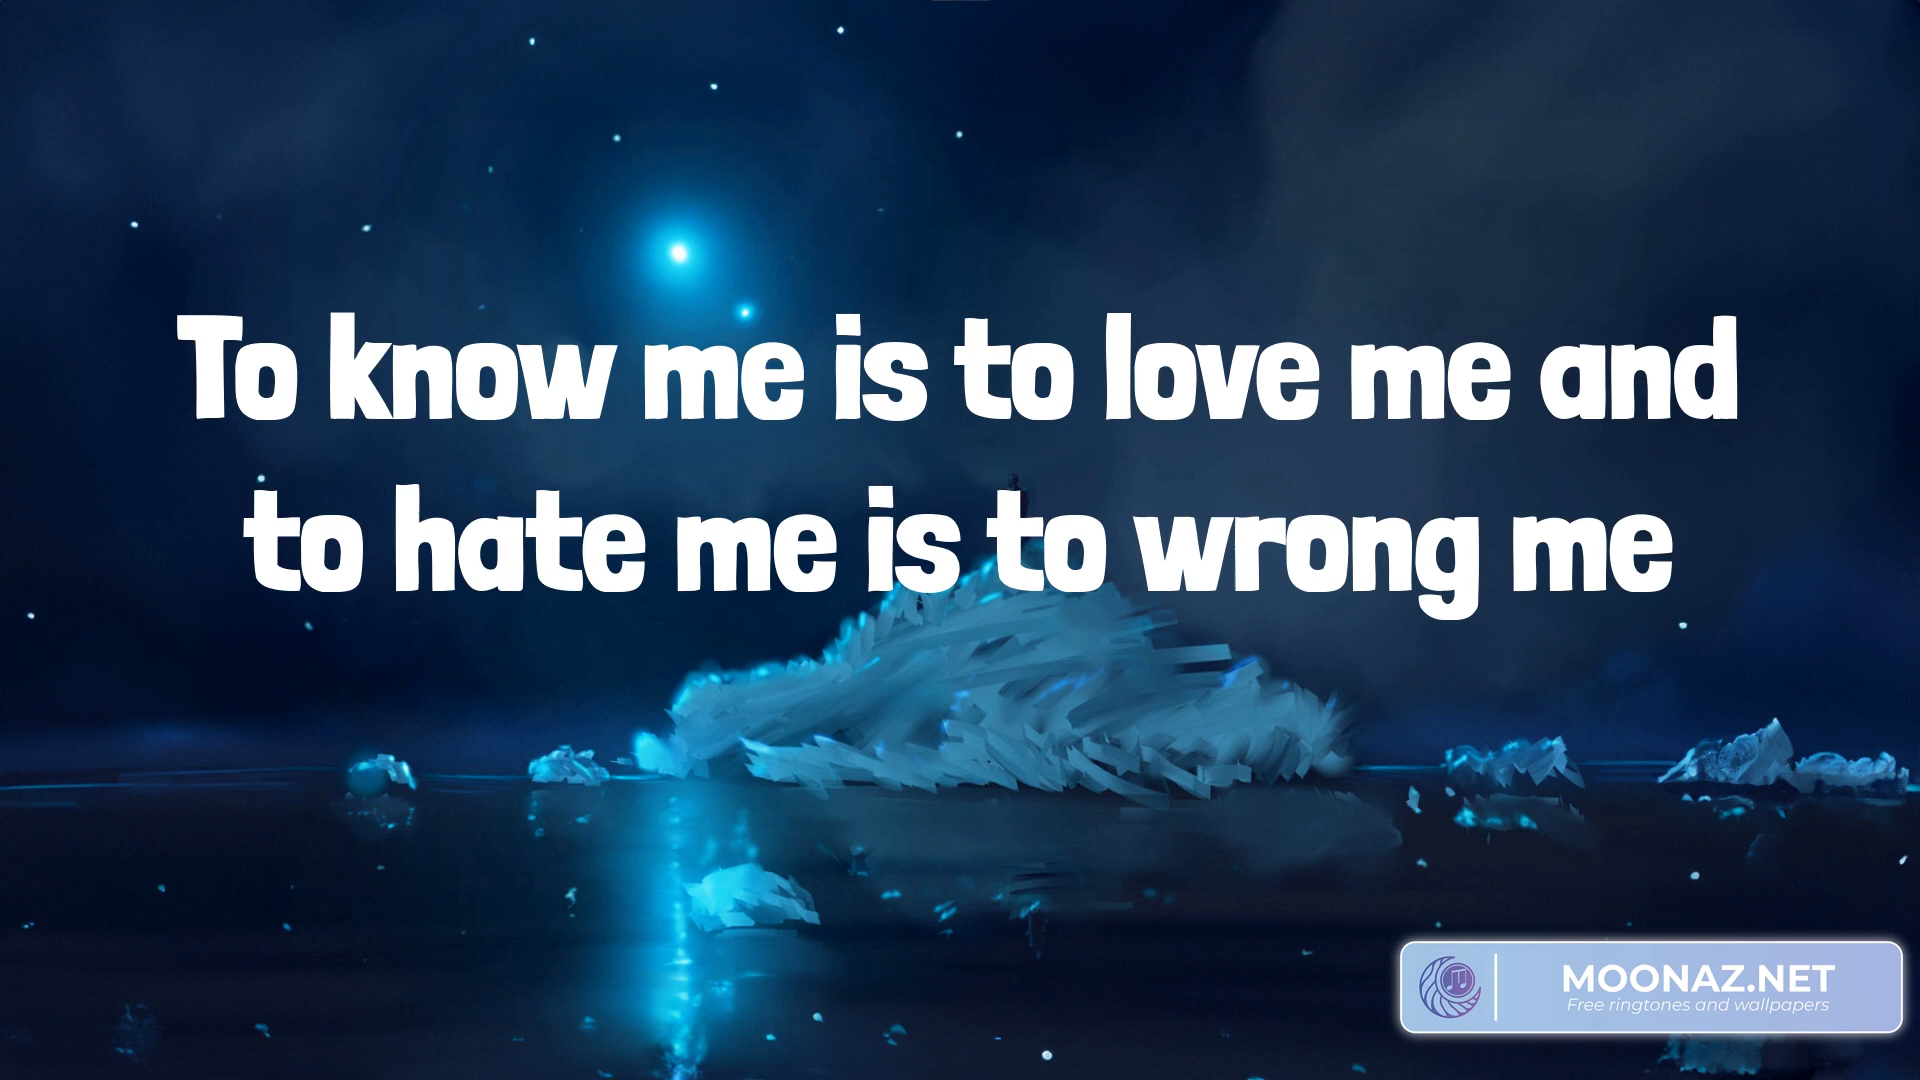 To know me is to love me and
to hate me is to wrong me
MOONAZ.NET
Free ringtones and wallpapers